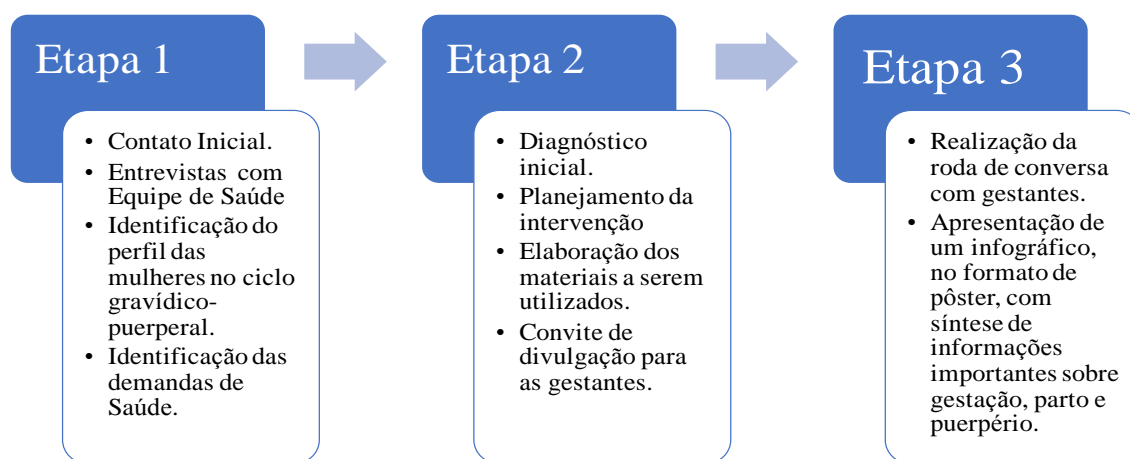 Etapa 1
• Contato Inicial.
• Entrevistas com
Equipe de Saúde
• Identificação do
perfil das
mulheres no ciclo
gravídico-
puerperal.
• Identificação das
demandas de
Saúde.
Etapa 2
• Diagnóstico
inicial.
• Planejamento da
intervenção
• Elaboração dos
materiais a serem
utilizados.
• Convite de
divulgação para
as gestantes.
Etapa 3
• Realização da
roda de conversa
com gestantes.
• Apresentação de
um infográfico,
no formato de
pôster, com
síntese de
informações
importantes sobre
gestação, parto e
puerpério.